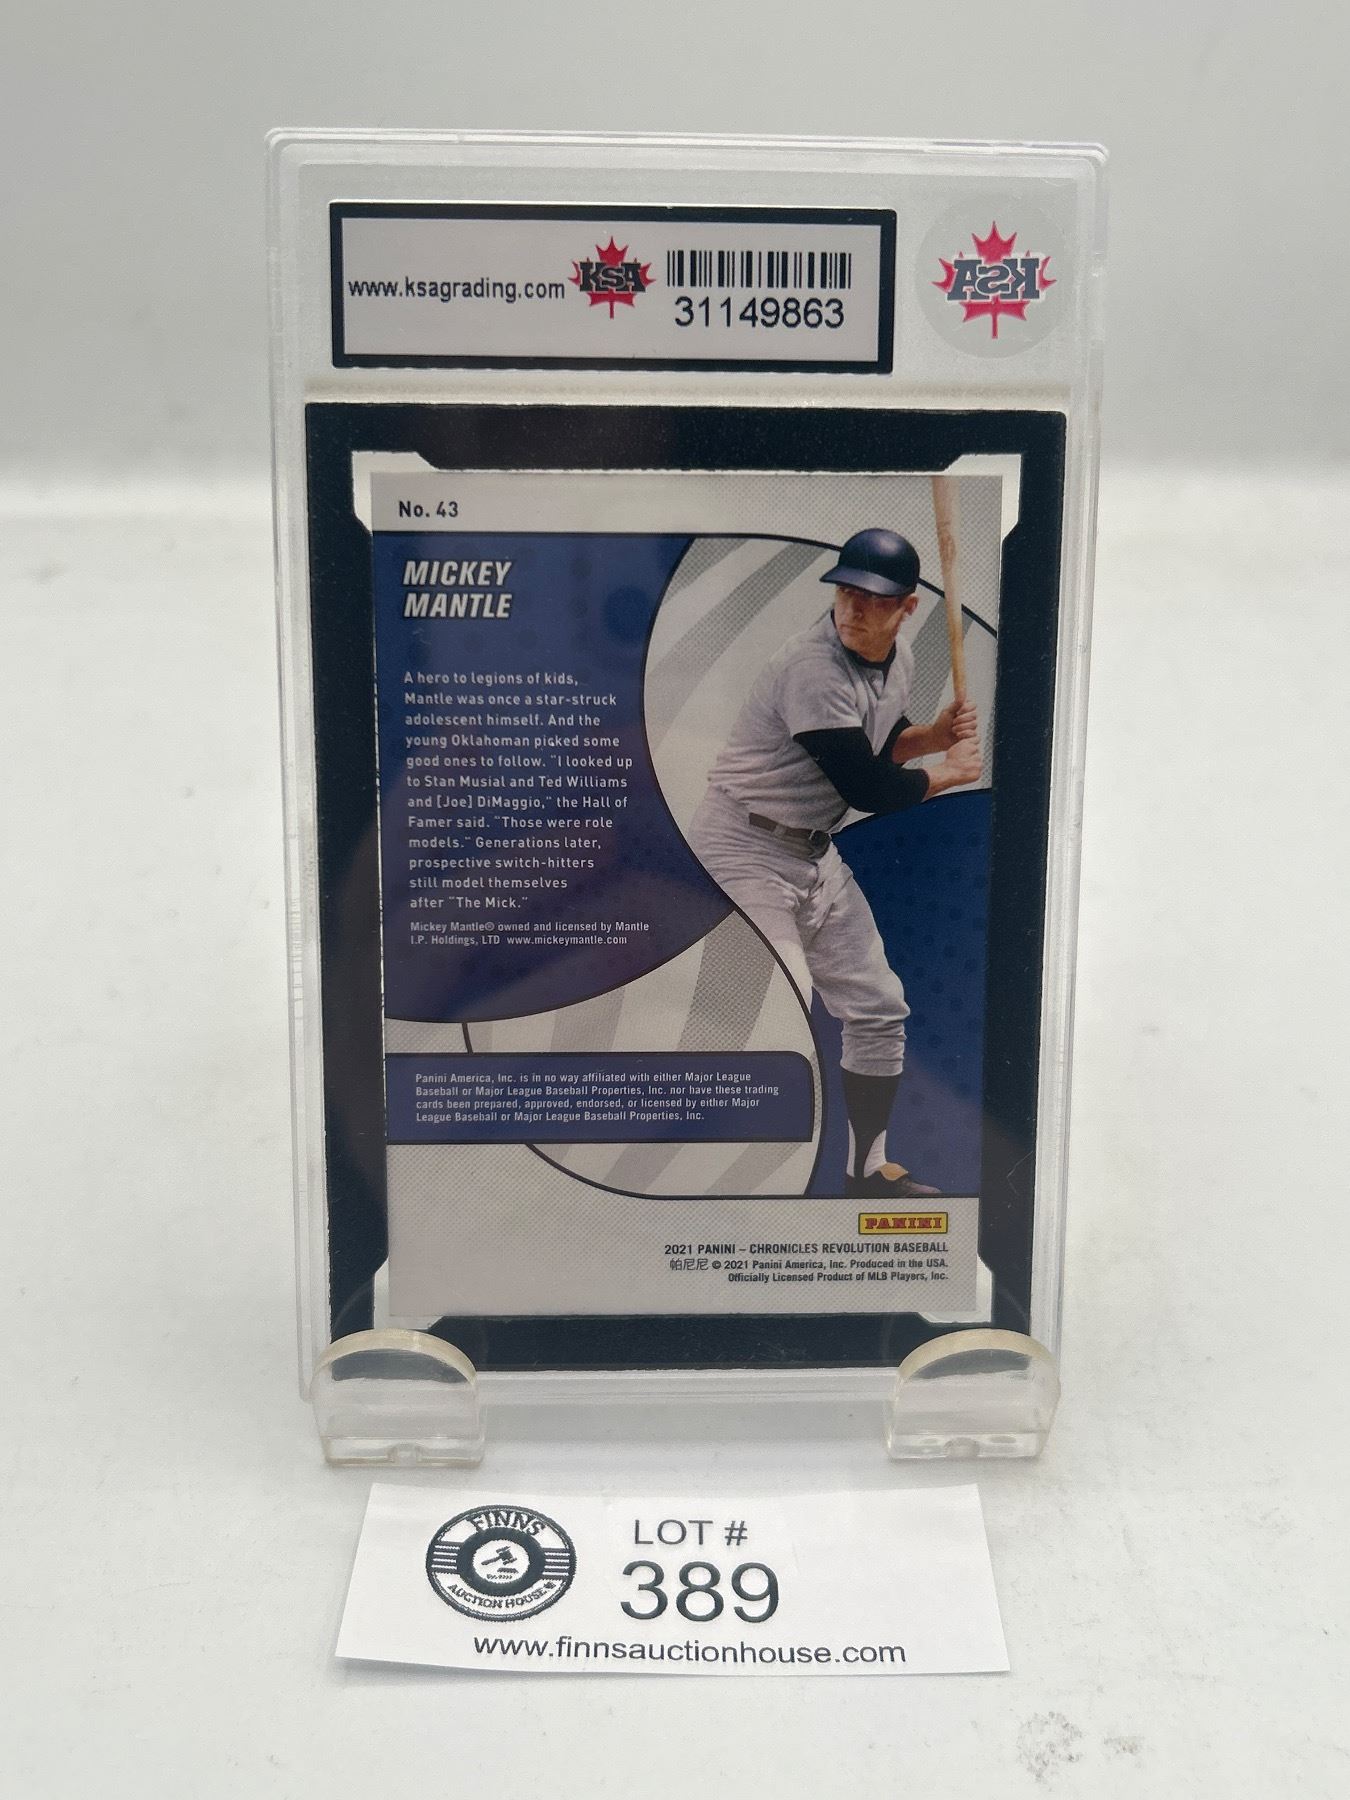 www.ksagrading.com
KSA
31149863
KSA
No. 43
MICKEY
MANTLE
A hero to legions of kids,
Mantle was once a star-struck
adolescent himself. And the
young Oklahoman picked some
good ones to follow. "I looked up
to Stan Musial and Ted Williams
and [Joe] DiMaggio," the Hall of
Famer said. "Those were role
models." Generations later,
prospective switch-hitters
still model themselves
after "The Mick."
Mickey Mantle® owned and licensed by Mantle
I.P. Holdings, LTD www.mickeymantle.com
Panini America, Inc. is in no way affiliated with either Major League
Baseball or Major League Baseball Properties, Inc. nor have these trading
cards been prepared, approved, endorsed, or licensed by either Major
League Baseball or Major League Baseball Properties, Inc.
PANINI
2021 PANINI – CHRONICLES REVOLUTION BASEBALL
帕尼尼 © 2021 Panini America, Inc. Produced in the USA.
Officially Licensed Product of MLB Players, Inc.
FINNS
AUCTION HOUSE
LOT #
389
www.finnsauctionhouse.com